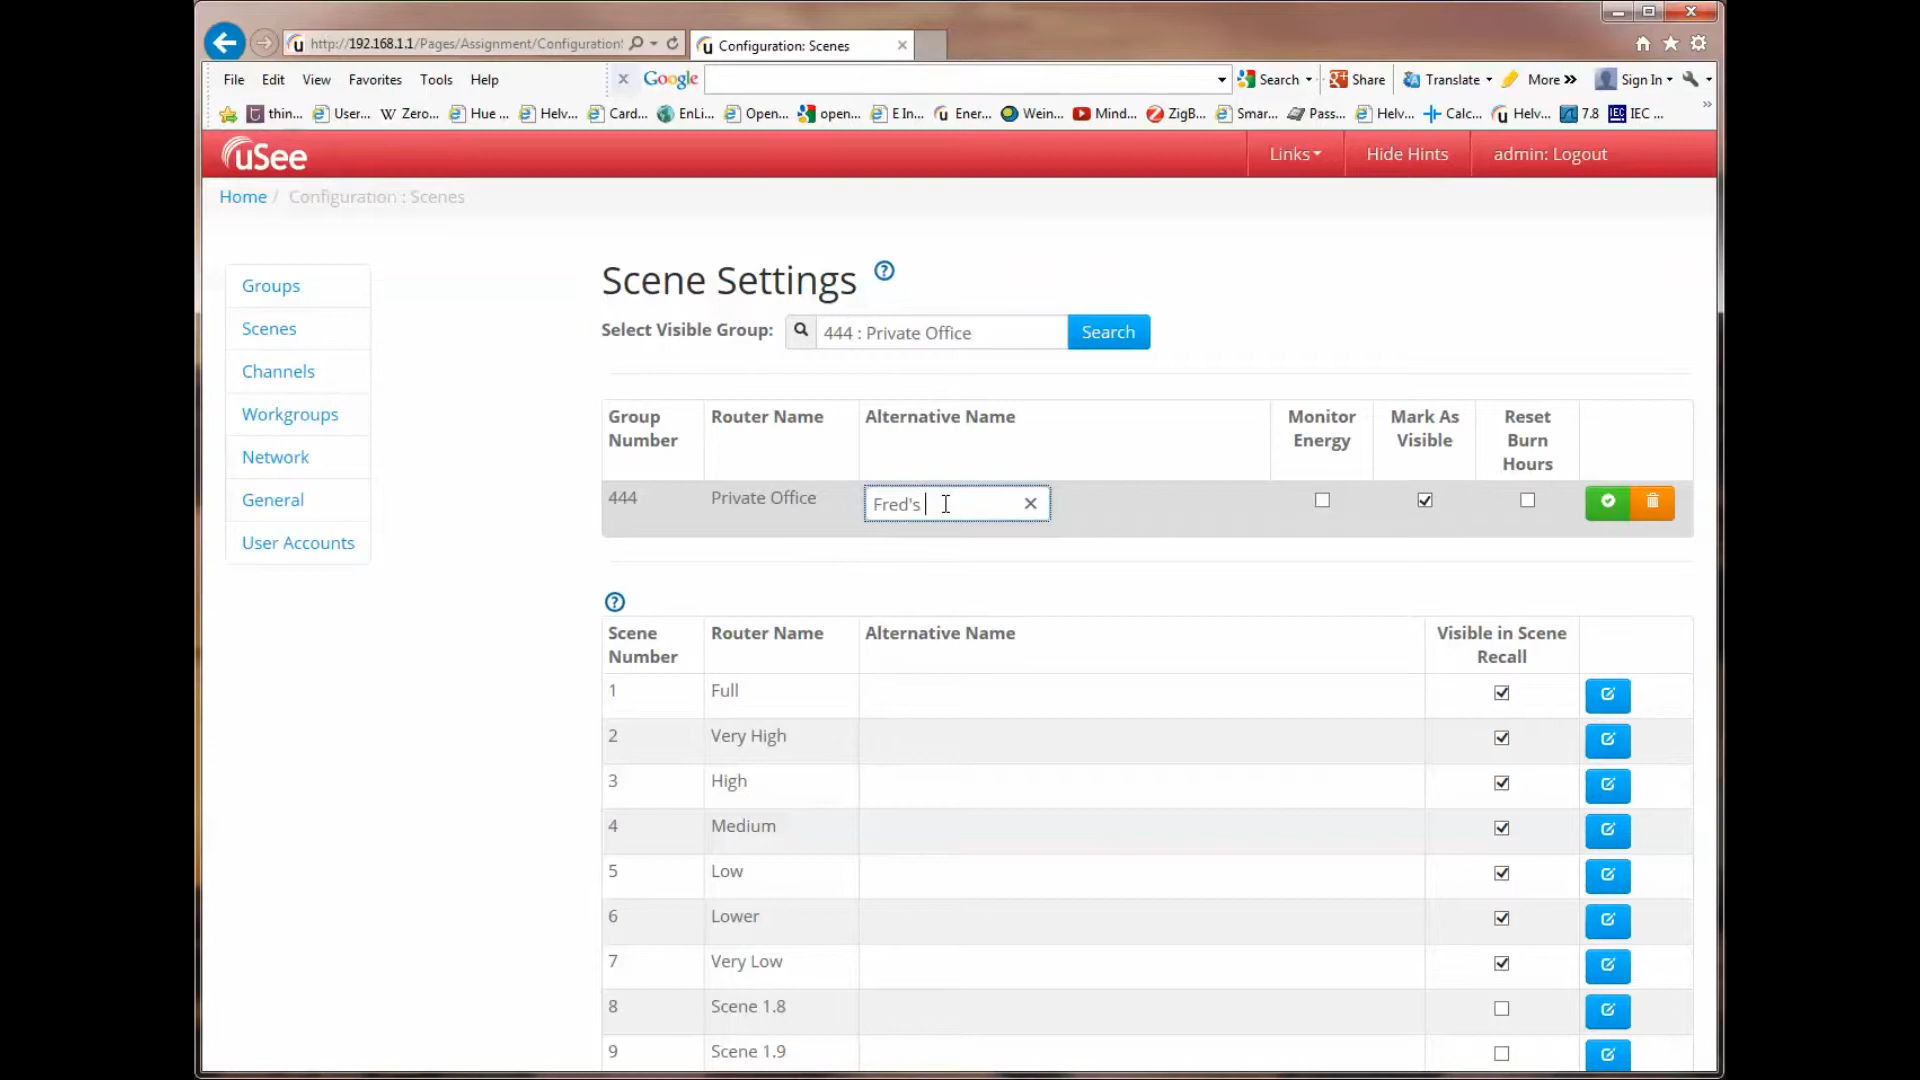 http://192.168.1.1/Pages/Assignment/Configuration
Configuration: Scenes
File Edit View Favorites Tools Help
Google Search Share Translate More » Sign In
thin... User... Zero... Hue ... Helv... Card... EnLi... Open... open... E In... Ener... Wein... Mind... ZigB... Smar... Pass... Helv... Calc... Helv... 7.8 IEC ...
uSee Links Hide Hints admin: Logout
Home / Configuration : Scenes
Groups
Scenes
Channels
Workgroups
Network
General
User Accounts
Scene Settings ?
Select Visible Group: 444 : Private Office Search
Group Number Router Name Alternative Name Monitor Energy Mark As Visible Reset Burn Hours
444 Private Office Fred's
?
Scene Number Router Name Alternative Name Visible in Scene Recall
1 Full
2 Very High
3 High
4 Medium
5 Low
6 Lower
7 Very Low
8 Scene 1.8
9 Scene 1.9